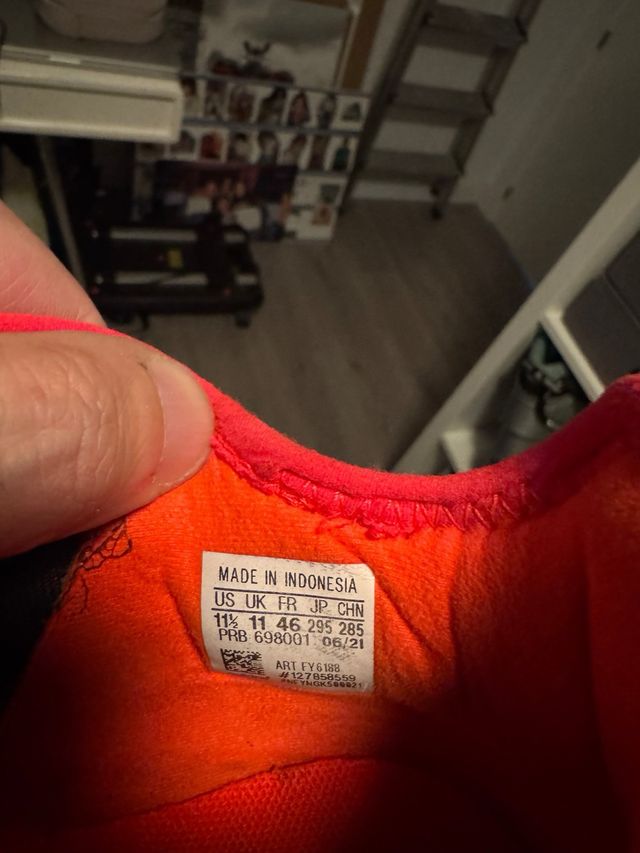 MADE IN INDONESIA
US UK FR JP CHN
11½ 11 46 295 285
PRB 698001 06/21
ART FY6188
#127858559